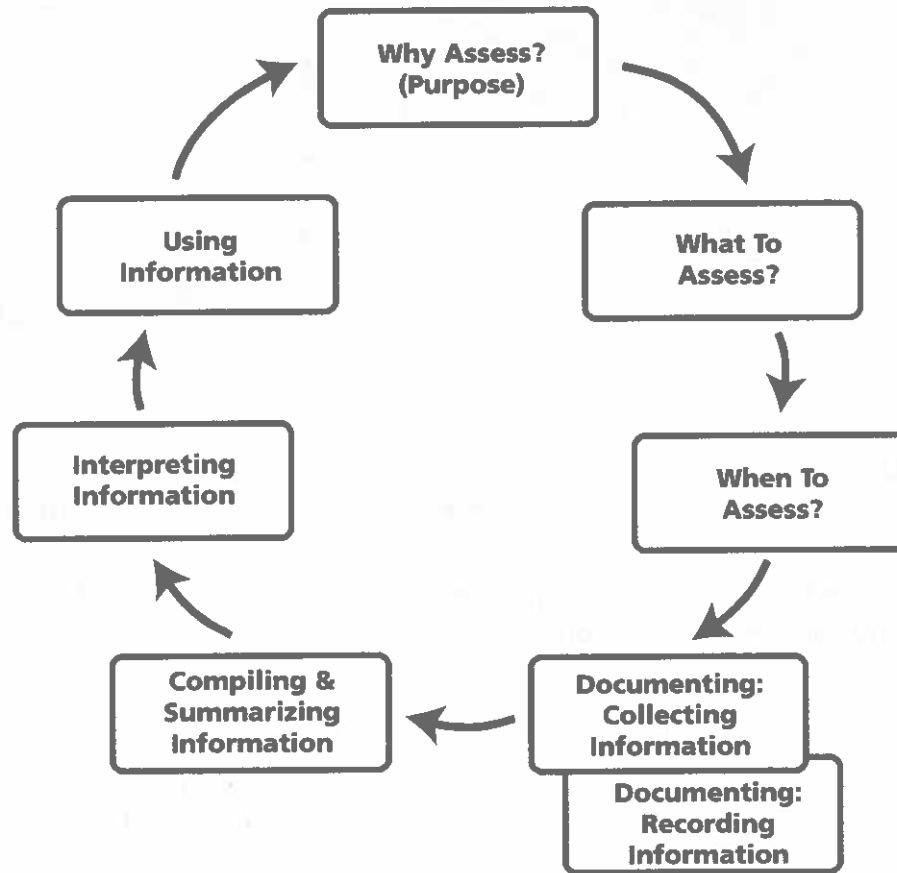 Why Assess?
(Purpose)
What To
Assess?
When To
Assess?
Documenting:
Collecting
Information
Documenting:
Recording
Information
Compiling &
Summarizing
Information
Interpreting
Information
Using
Information